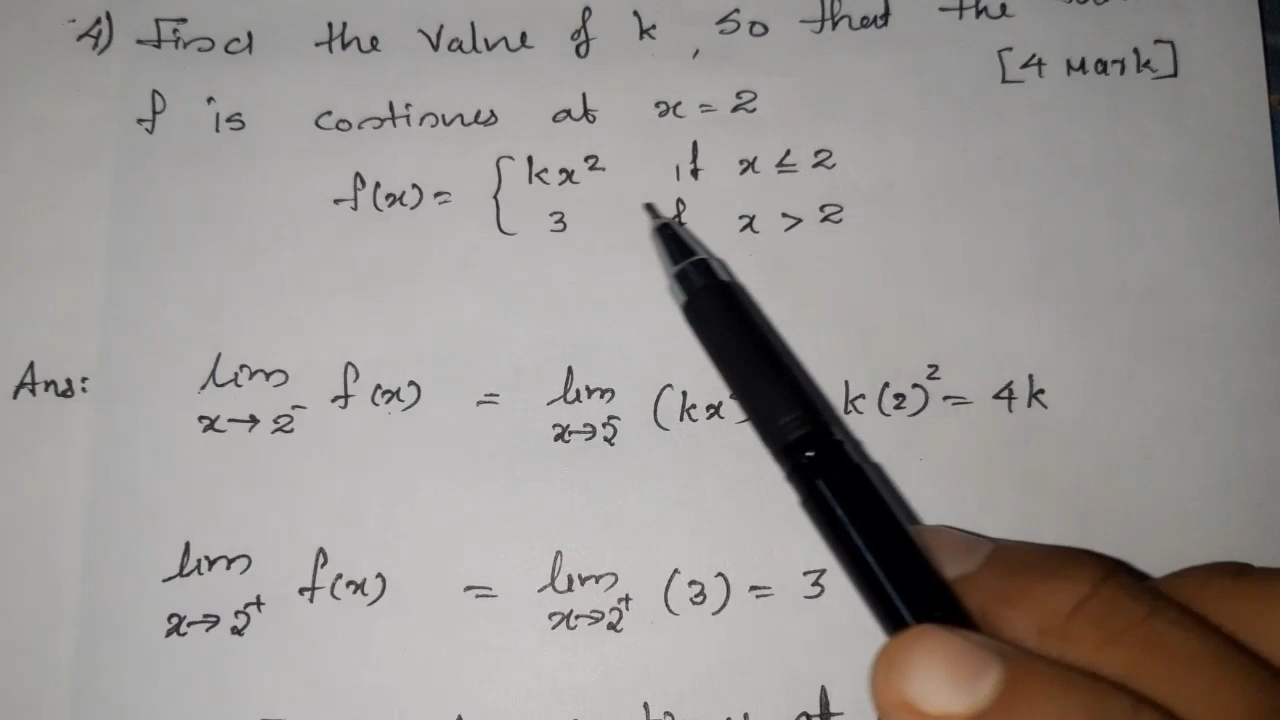 4) Find the value of k, so that the
[4 Mark]
f is continues at x = 2
f(x) = { kx² if x ≤ 2
3 x > 2
Ans: lim x→2⁻ f(x) = lim x→2⁻ (kx² k(2)² = 4k
lim x→2⁺ f(x) = lim x→2⁺ (3) = 3